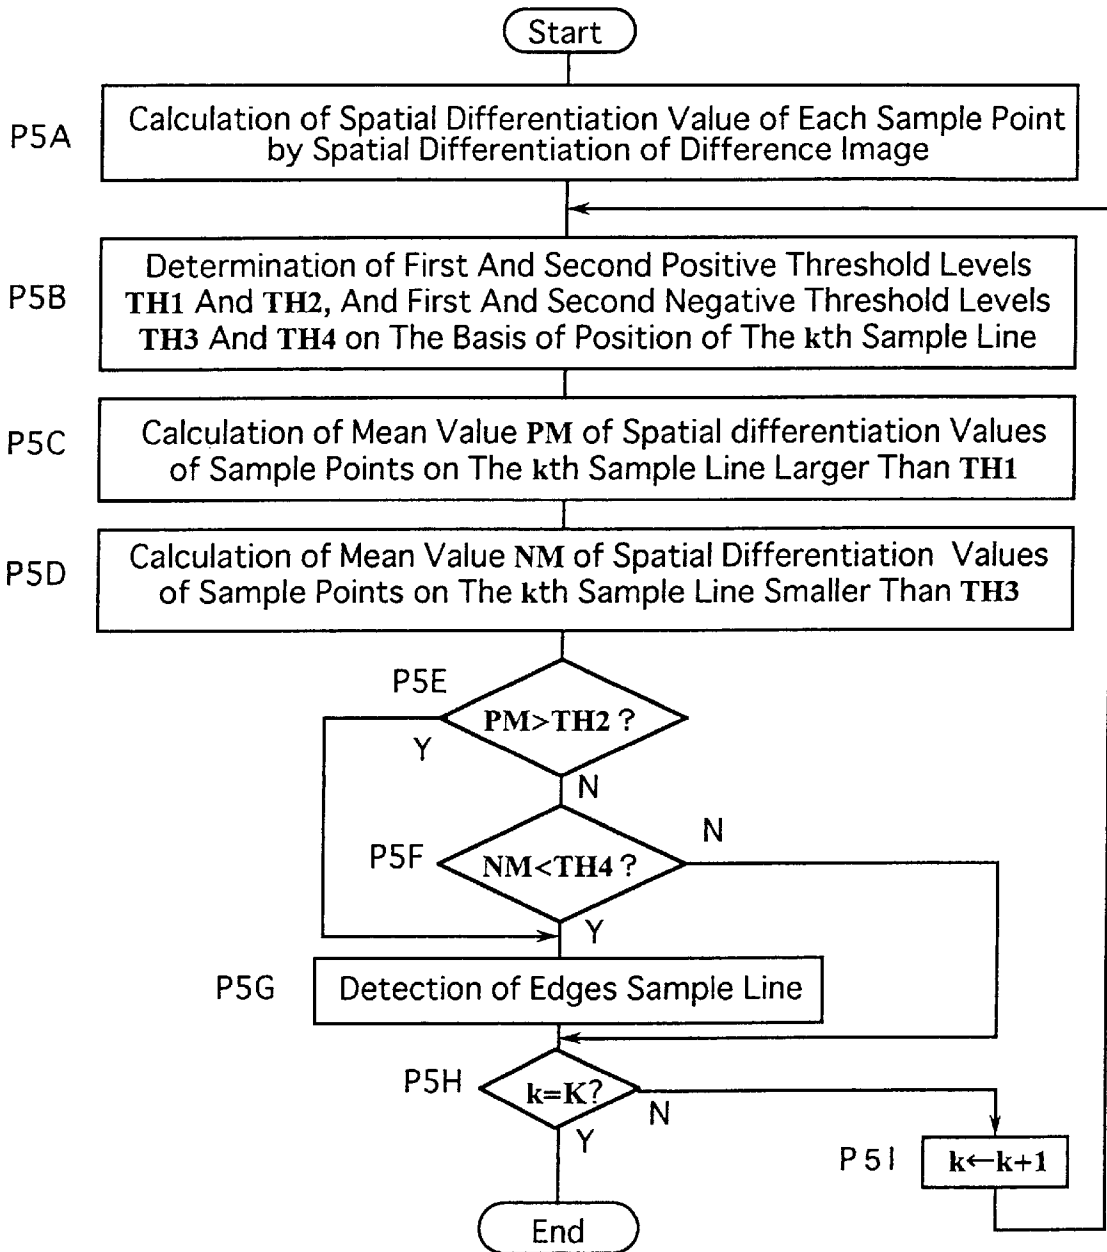 Start
P5A
Calculation of Spatial Differentiation Value of Each Sample Point
by Spatial Differentiation of Difference Image
P5B
Determination of First And Second Positive Threshold Levels
TH1 And TH2, And First And Second Negative Threshold Levels
TH3 And TH4 on The Basis of Position of The kth Sample Line
P5C
Calculation of Mean Value PM of Spatial differentiation Values
of Sample Points on The kth Sample Line Larger Than TH1
P5D
Calculation of Mean Value NM of Spatial Differentiation Values
of Sample Points on The kth Sample Line Smaller Than TH3
P5E
PM>TH2?
Y
N
P5F
NM<TH4?
N
Y
P5G
Detection of Edges Sample Line
P5H
k=K?
N
Y
P5I
k←k+1
End